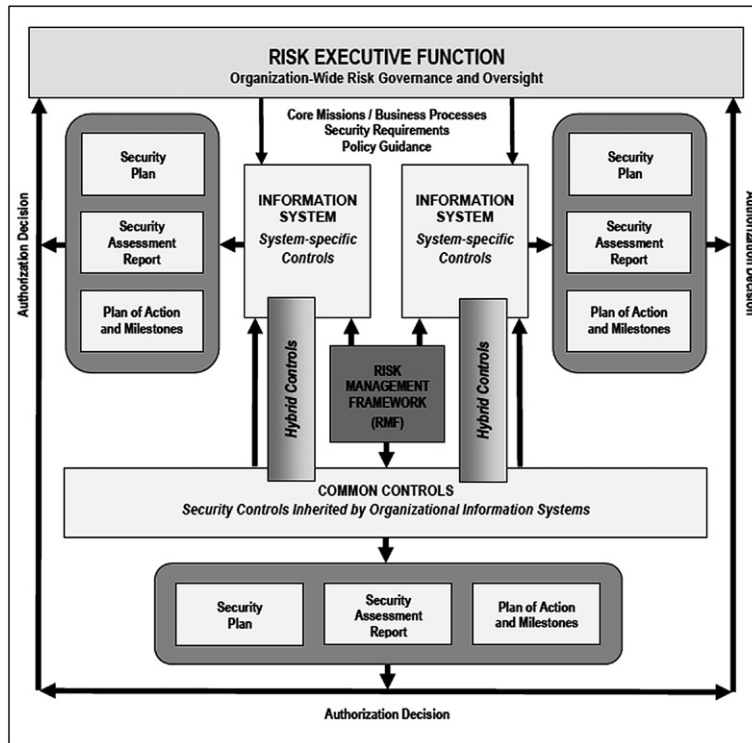 RISK EXECUTIVE FUNCTION
Organization-Wide Risk Governance and Oversight
Core Missions / Business Processes
Security Requirements
Policy Guidance
Security
Plan
Security
Assessment
Report
Plan of Action
and Milestones
INFORMATION
SYSTEM
System-specific
Controls
INFORMATION
SYSTEM
System-specific
Controls
Security
Plan
Security
Assessment
Report
Plan of Action
and Milestones
Authorization Decision
Authorization Decision
Hybrid Controls
RISK
MANAGEMENT
FRAMEWORK
(RMF)
Hybrid Controls
COMMON CONTROLS
Security Controls Inherited by Organizational Information Systems
Security
Plan
Security
Assessment
Report
Plan of Action
and Milestones
Authorization Decision